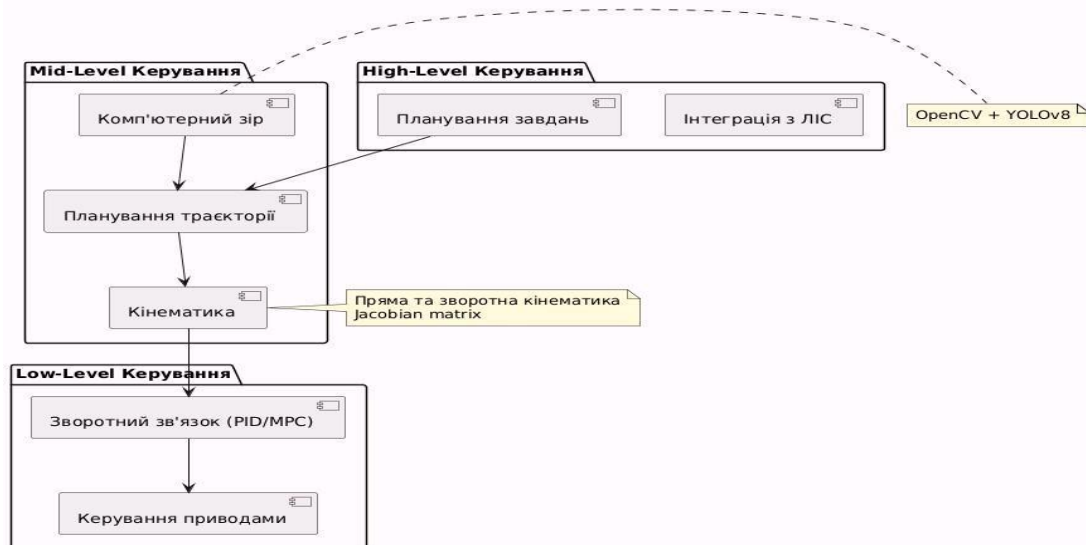 Mid-Level Керування
High-Level Керування
Комп'ютерний зір
Планування завдань
Інтеграція з ЛІС
OpenCV + YOLOv8
Планування траєкторії
Кінематика
Пряма та зворотна кінематика
Jacobian matrix
Low-Level Керування
Зворотний зв'язок (PID/MPC)
Керування приводами